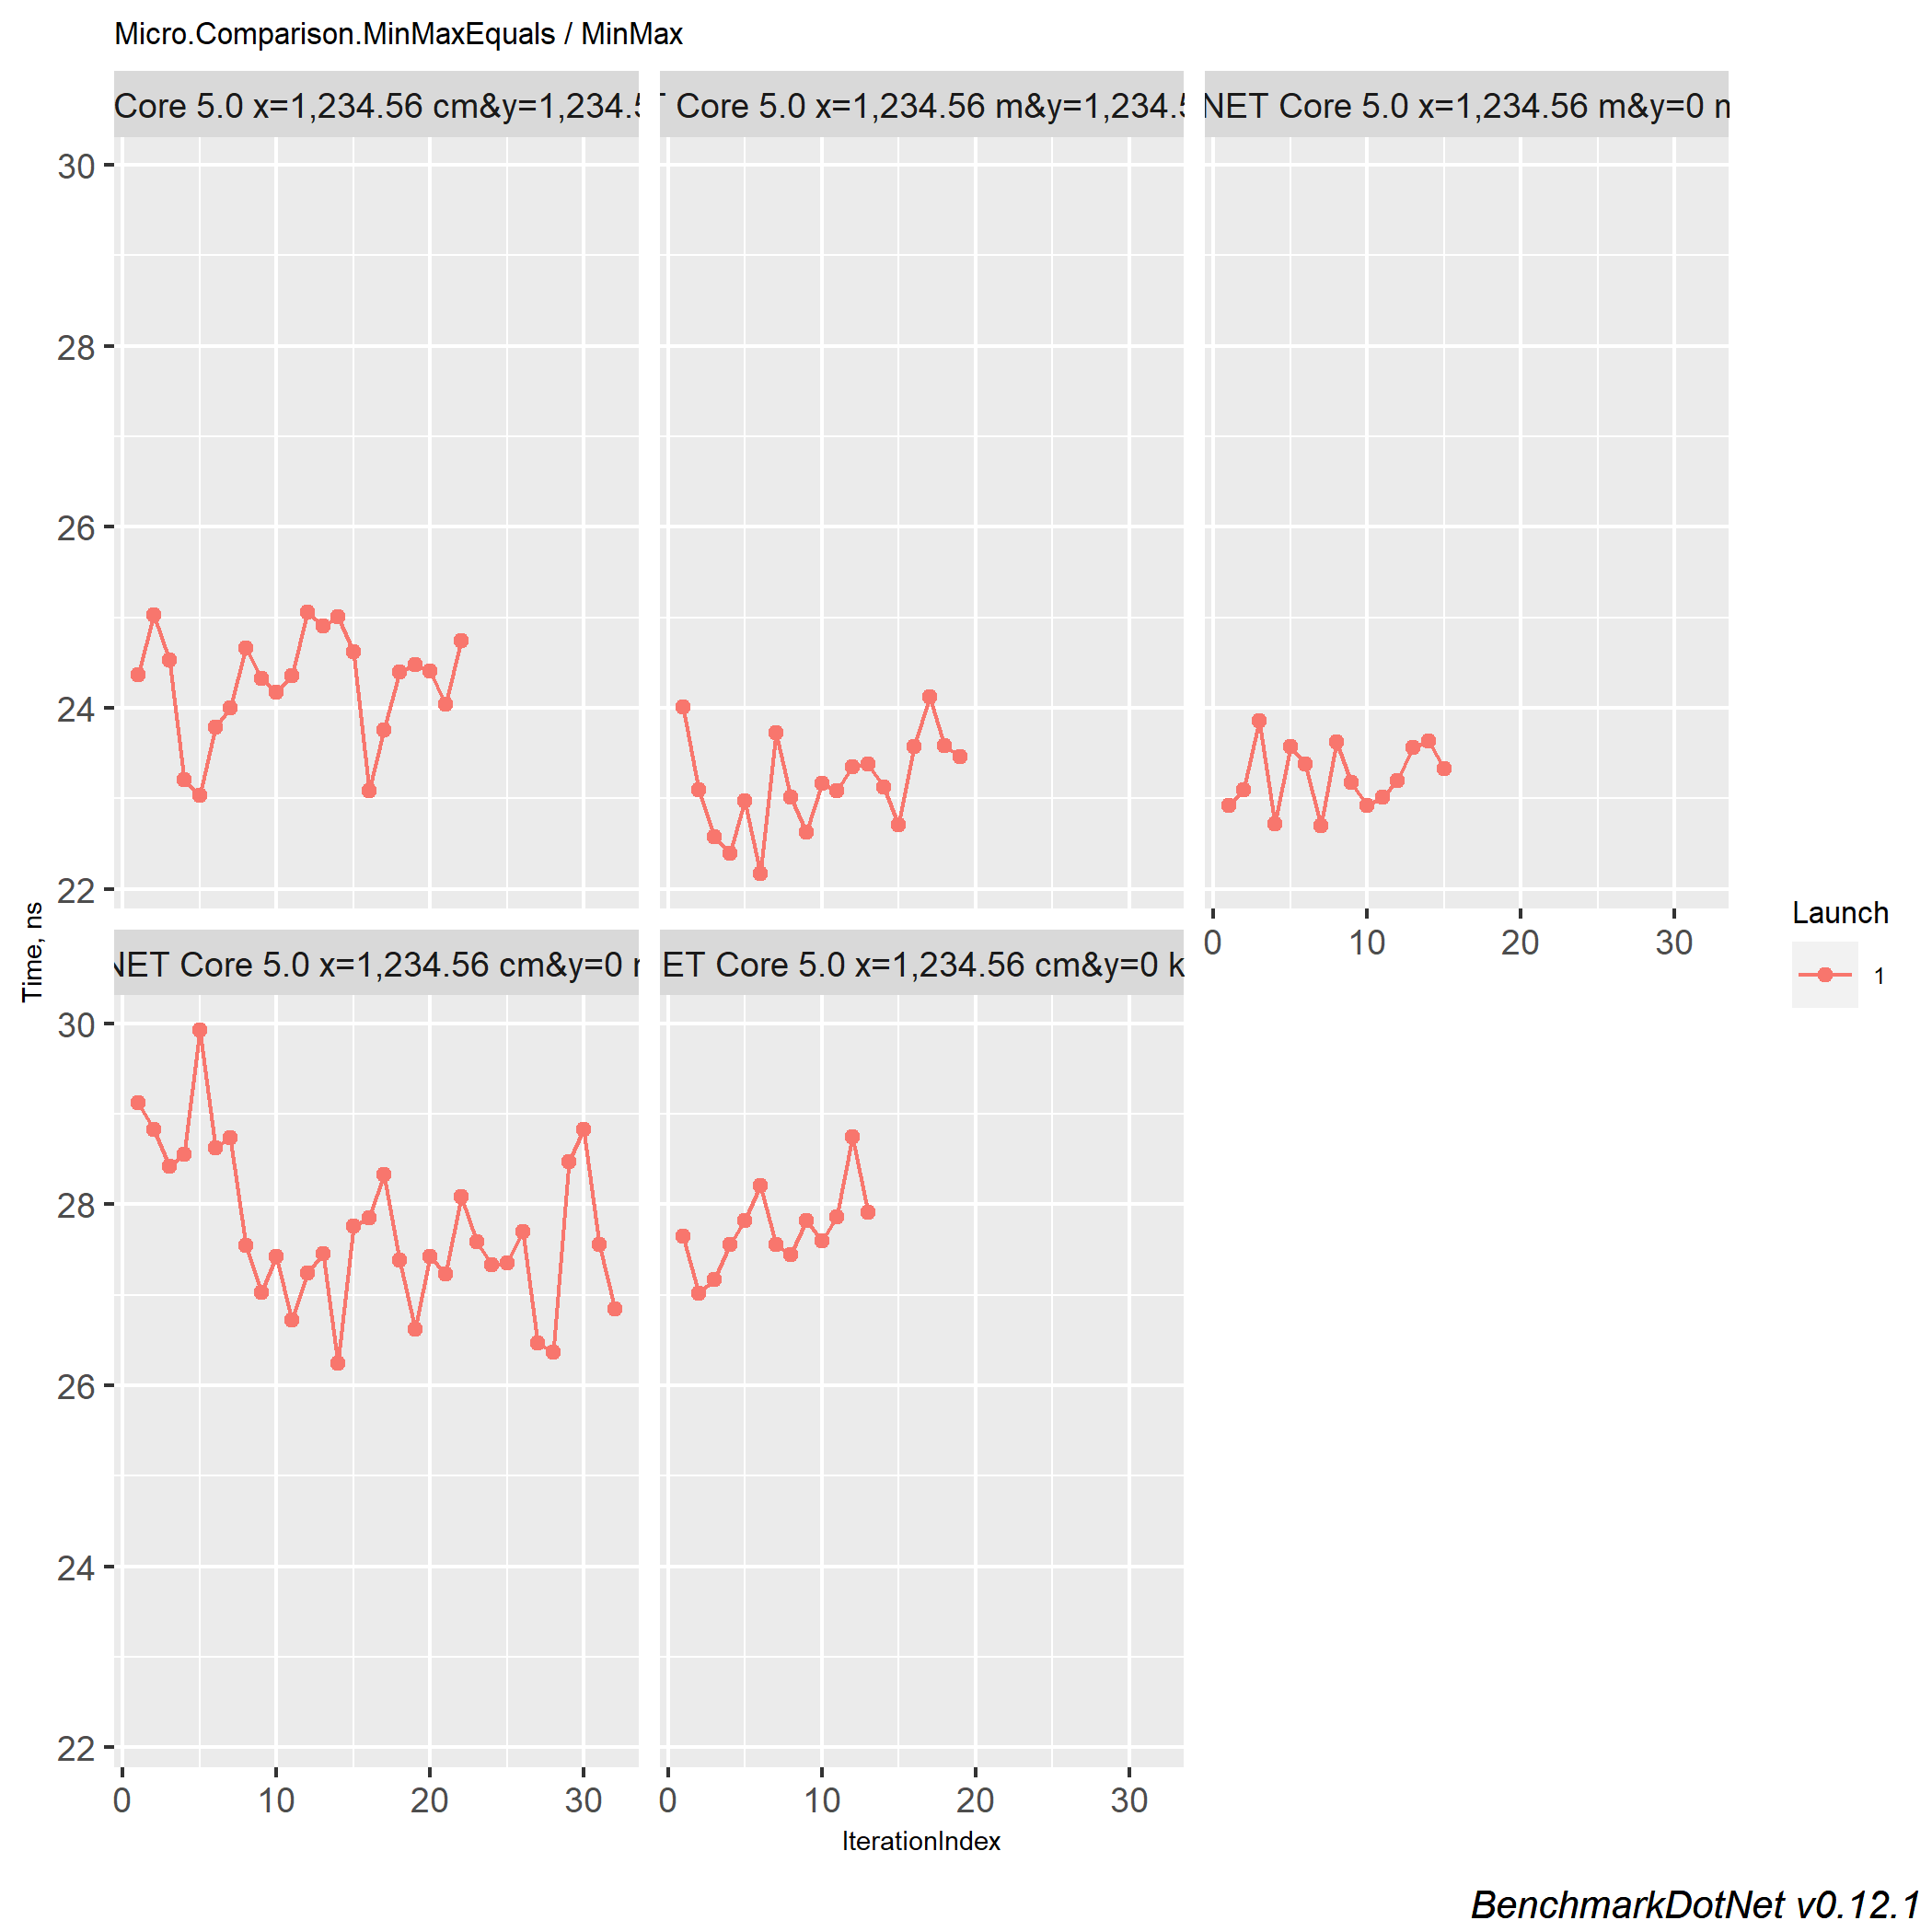 Micro.Comparison.MinMaxEquals / MinMax
Core 5.0 x=1,234.56 cm&y=1,234.5
Core 5.0 x=1,234.56 m&y=1,234.5
NET Core 5.0 x=1,234.56 m&y=0
30
28
26
24
22
0 10 20 30
Time, ns
Launch
1
NET Core 5.0 x=1,234.56 cm&y=0
ET Core 5.0 x=1,234.56 cm&y=0 k
30
28
26
24
22
0 10 20 30
0 10 20 30
IterationIndex
BenchmarkDotNet v0.12.1